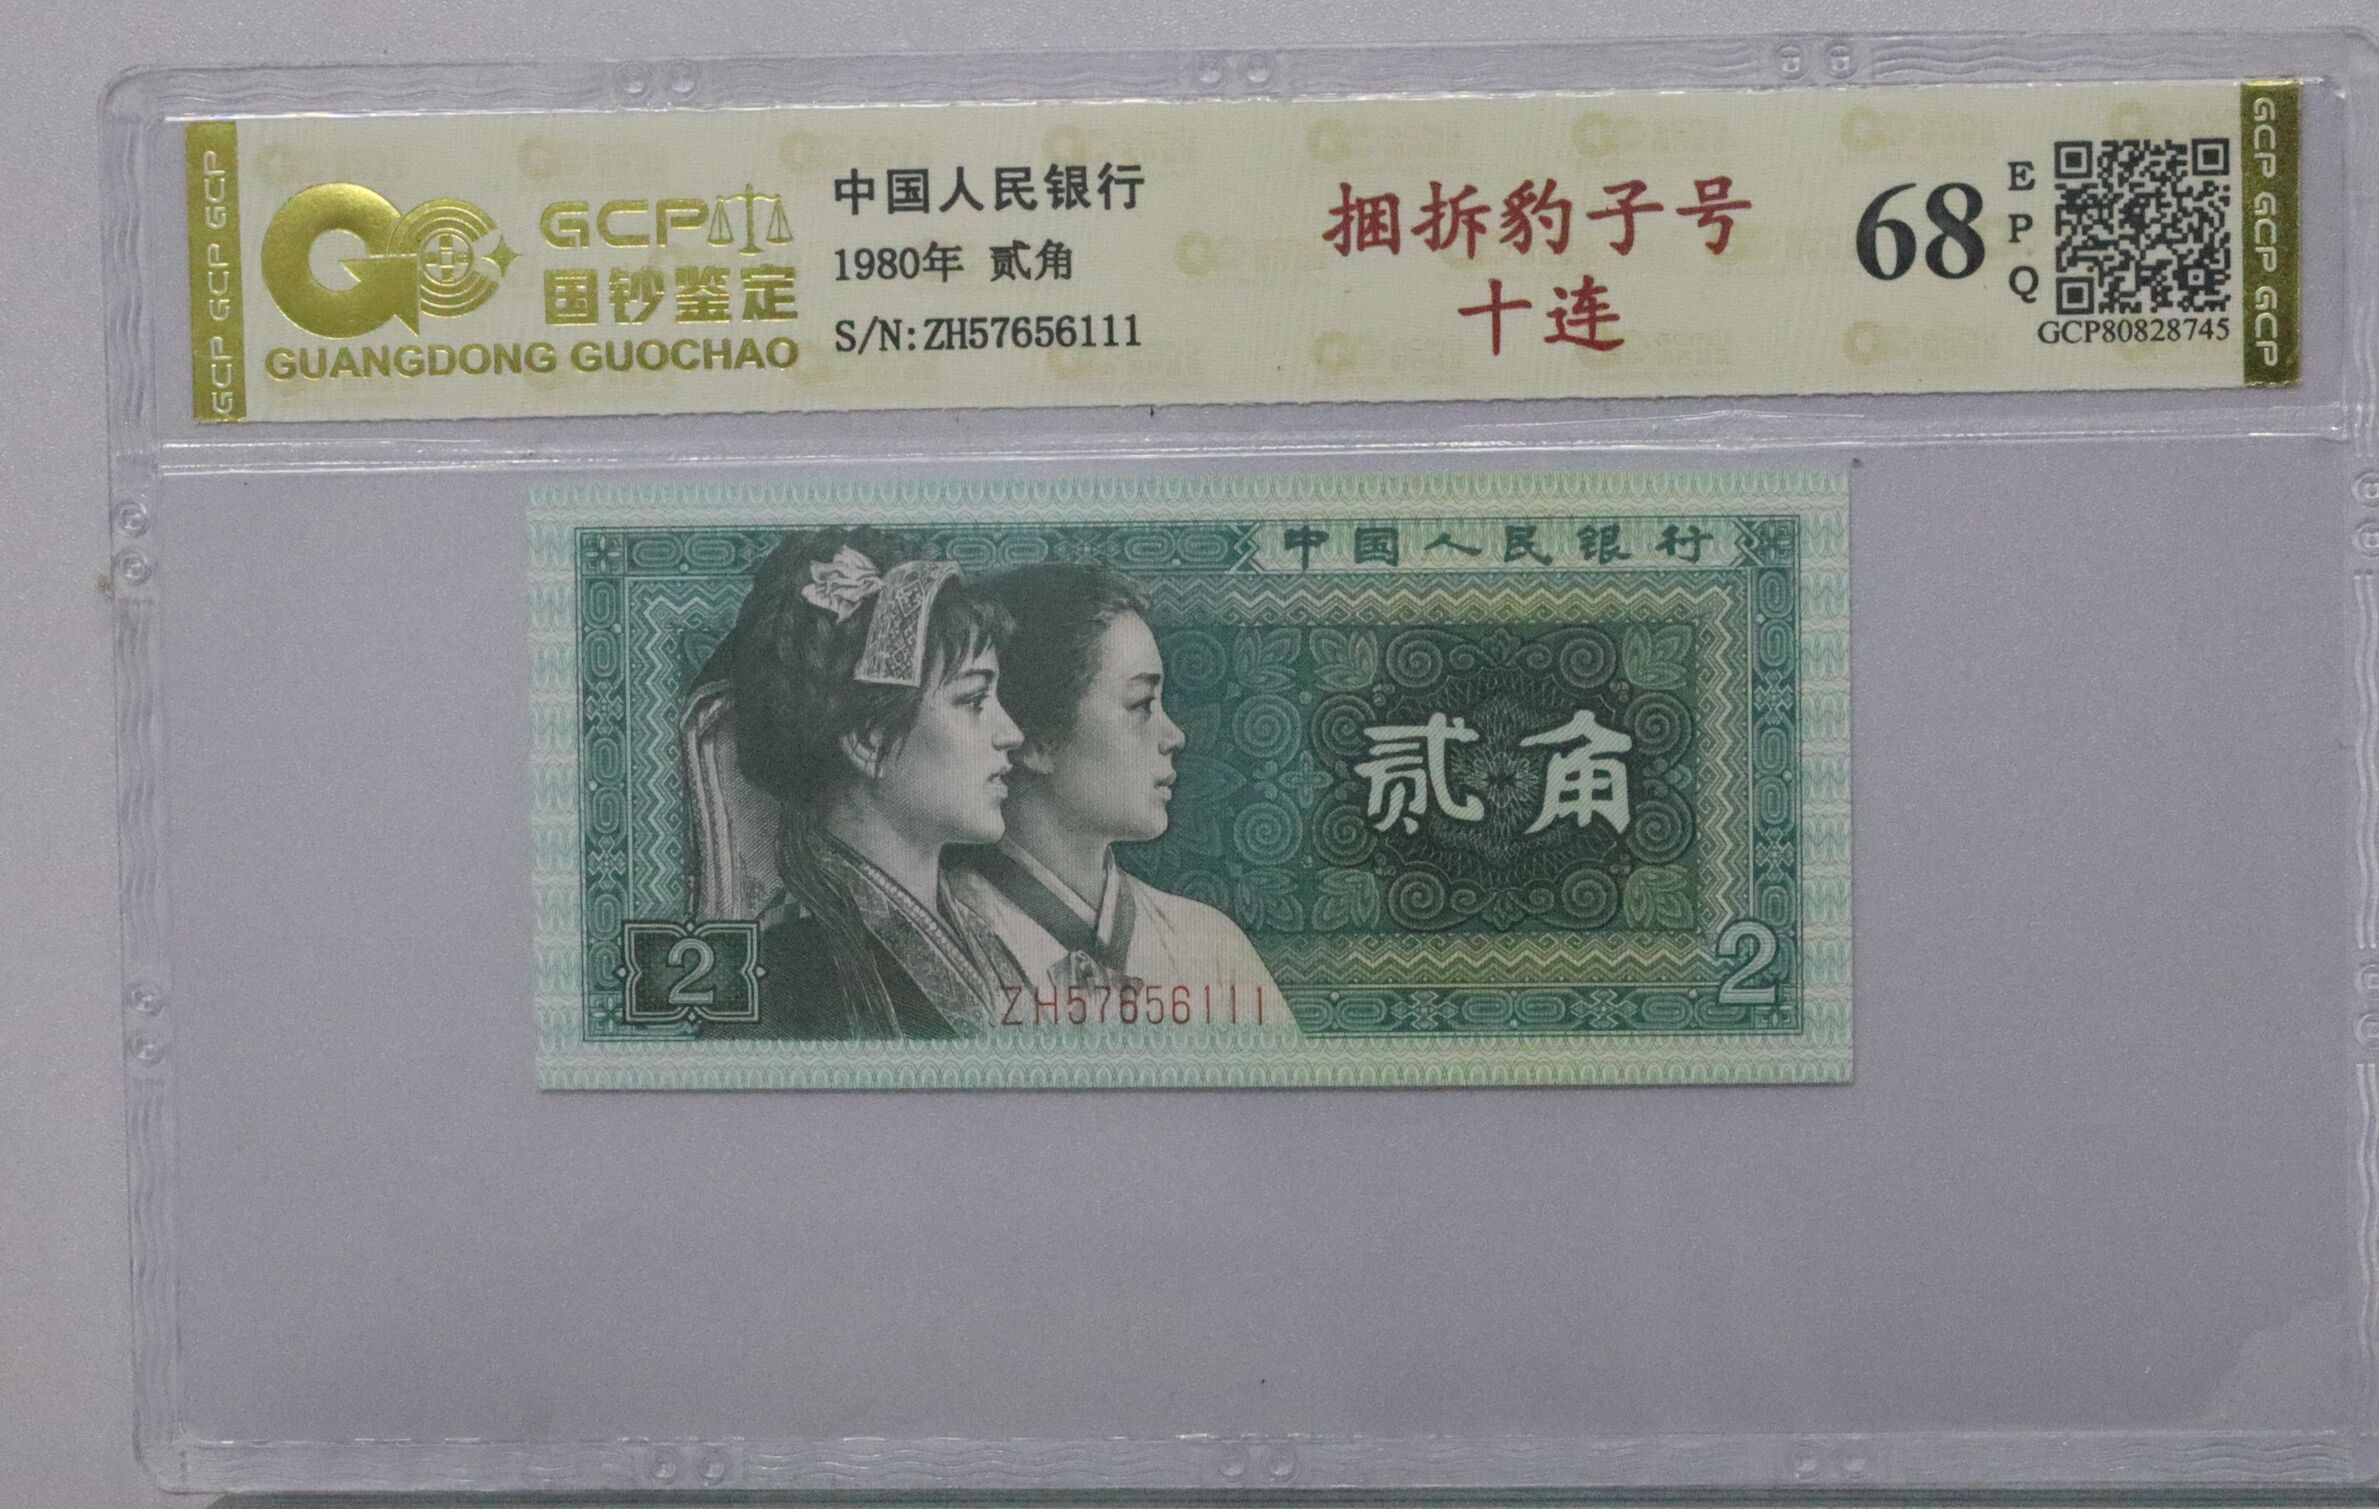 GCP GCP GCP
GCP
国钞鉴定
GUANGDONG GUOCHAO
中国人民银行
1980年 贰角
S/N:ZH57656111
捆拆豹子号
十连
68
EPQ
GCP80828745
GCP GCP GCP
中国人民银行
贰角
2
ZH57656111
2